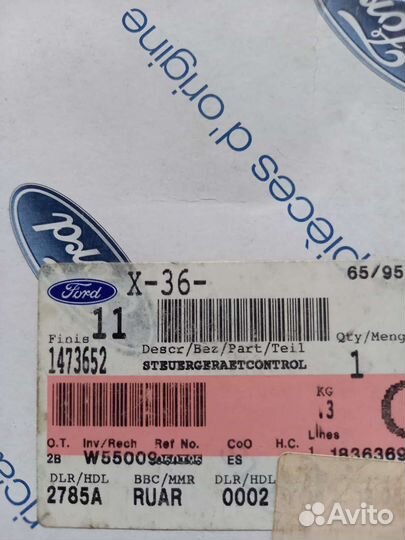 Ford
pièces d'origine
Ford
Ford X-36- 65/95
11
Finis Descr/Bez/Part/Teil Qty/Meng
1473652 STEUERGERAETCONTROL 1
KG
O.T. Inv/Rech Ref No. CoO H.C. Lines
2B W55009 ES 1 1836369
DLR/HDL BBC/MMR DLR/HDL
2785A RUAR 0002
Avito